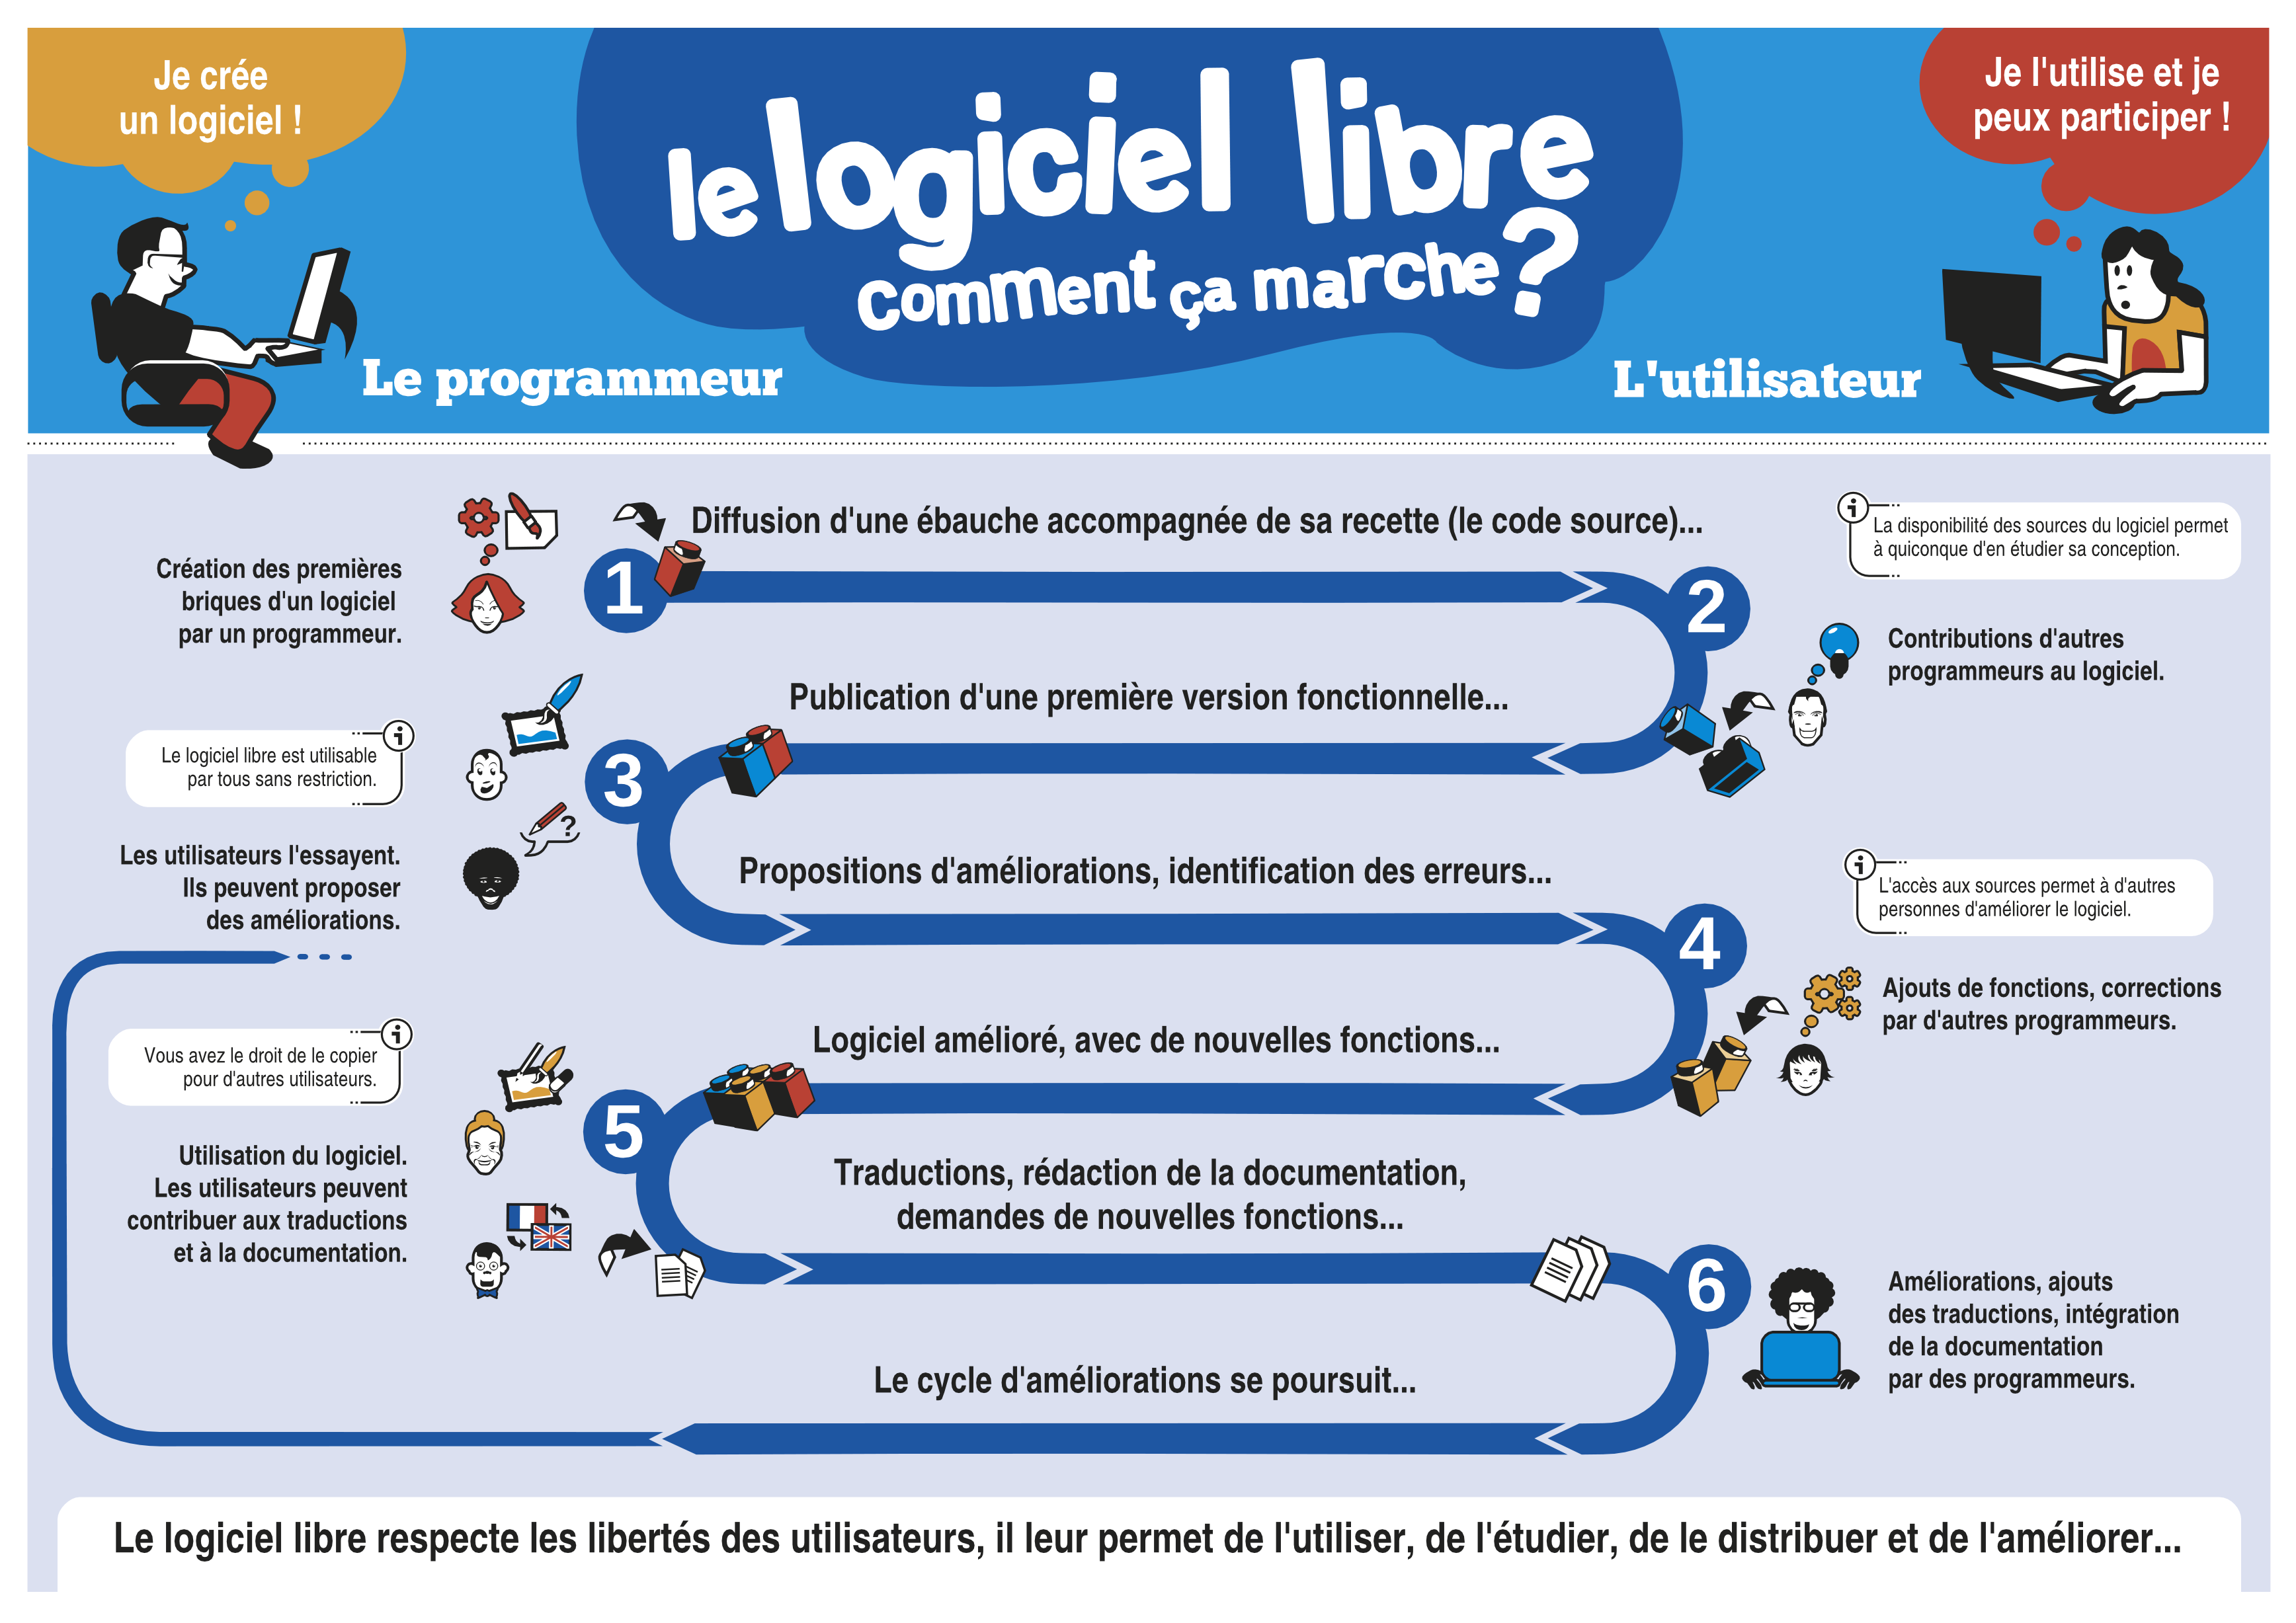 Je crée
un logiciel !
le logiciel libre
comment ça marche ?
Je l'utilise et je
peux participer !
Le programmeur
L'utilisateur
Création des premières
briques d'un logiciel
par un programmeur.
1
Diffusion d'une ébauche accompagnée de sa recette (le code source)...
2
La disponibilité des sources du logiciel permet
à quiconque d'en étudier sa conception.
Contributions d'autres
programmeurs au logiciel.
Publication d'une première version fonctionnelle...
3
Le logiciel libre est utilisable
par tous sans restriction.
?
Les utilisateurs l'essayent.
Ils peuvent proposer
des améliorations.
Propositions d'améliorations, identification des erreurs...
4
L'accès aux sources permet à d'autres
personnes d'améliorer le logiciel.
Ajouts de fonctions, corrections
par d'autres programmeurs.
Logiciel amélioré, avec de nouvelles fonctions...
5
Vous avez le droit de le copier
pour d'autres utilisateurs.
Utilisation du logiciel.
Les utilisateurs peuvent
contribuer aux traductions
et à la documentation.
Traductions, rédaction de la documentation,
demandes de nouvelles fonctions...
6
Améliorations, ajouts
des traductions, intégration
de la documentation
par des programmeurs.
Le cycle d'améliorations se poursuit...
Le logiciel libre respecte les libertés des utilisateurs, il leur permet de l'utiliser, de l'étudier, de le distribuer et de l'améliorer...